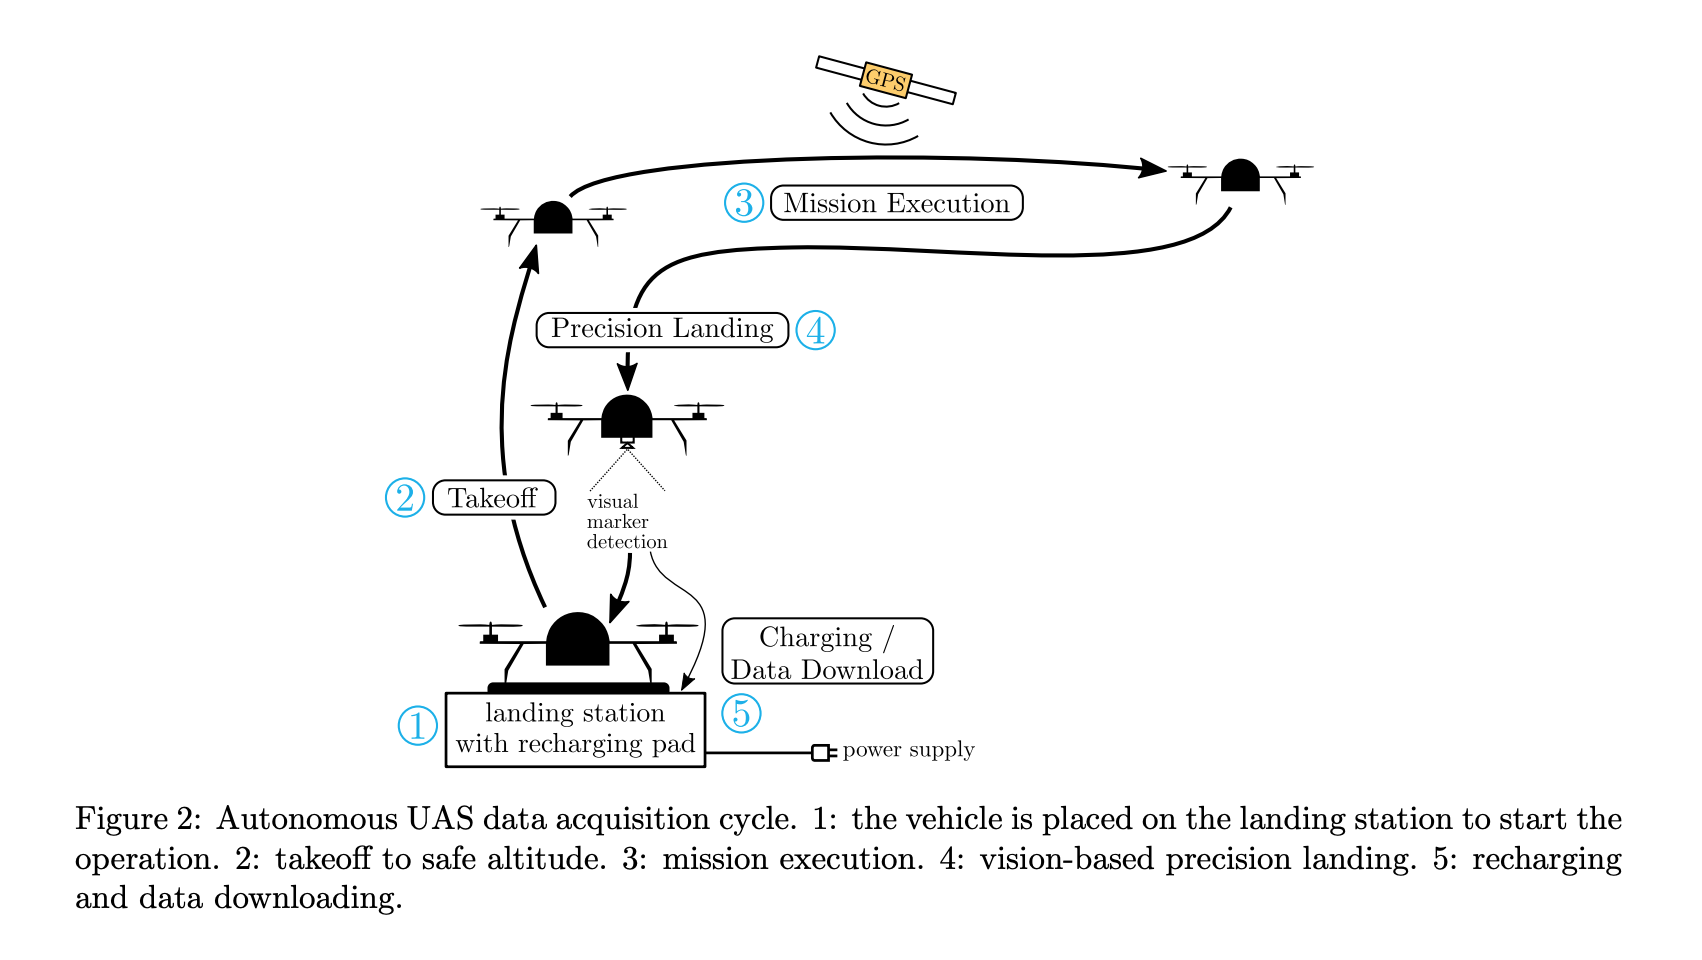 GPS
3 Mission Execution
Precision Landing 4
2 Takeoff
visual
marker
detection
Charging /
Data Download
1 landing station 5
with recharging pad
power supply
Figure 2: Autonomous UAS data acquisition cycle. 1: the vehicle is placed on the landing station to start the
operation. 2: takeoff to safe altitude. 3: mission execution. 4: vision-based precision landing. 5: recharging
and data downloading.